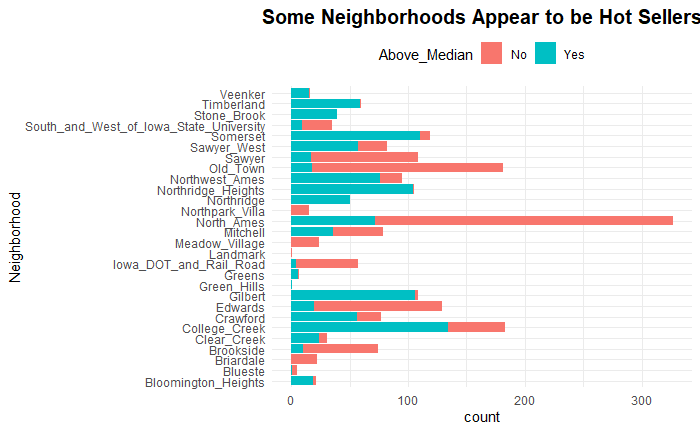 Some Neighborhoods Appear to be Hot Sellers
Above_Median No Yes
Neighborhood
Veenker
Timberland
Stone_Brook
South_and_West_of_Iowa_State_University
Somerset
Sawyer_West
Sawyer
Old_Town
Northwest_Ames
Northridge_Heights
Northridge
Northpark_Villa
North_Ames
Mitchell
Meadow_Village
Landmark
Iowa_DOT_and_Rail_Road
Greens
Green_Hills
Gilbert
Edwards
Crawford
College_Creek
Clear_Creek
Brookside
Briardale
Blueste
Bloomington_Heights
0 100 200 300
count